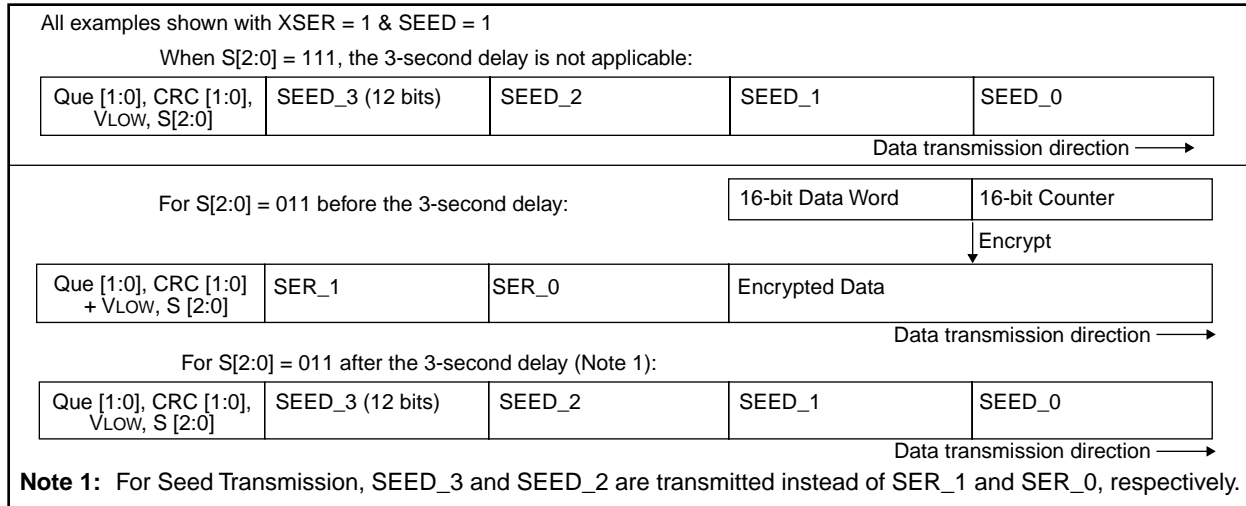 All examples shown with XSER = 1 & SEED = 1
When S[2:0] = 111, the 3-second delay is not applicable:
Que [1:0], CRC [1:0],
VLOW, S[2:0]
SEED_3 (12 bits)
SEED_2
SEED_1
SEED_0
Data transmission direction
For S[2:0] = 011 before the 3-second delay:
16-bit Data Word
16-bit Counter
Encrypt
Que [1:0], CRC [1:0]
+ VLOW, S [2:0]
SER_1
SER_0
Encrypted Data
Data transmission direction
For S[2:0] = 011 after the 3-second delay (Note 1):
Que [1:0], CRC [1:0],
VLOW, S [2:0]
SEED_3 (12 bits)
SEED_2
SEED_1
SEED_0
Data transmission direction
Note 1: For Seed Transmission, SEED_3 and SEED_2 are transmitted instead of SER_1 and SER_0, respectively.